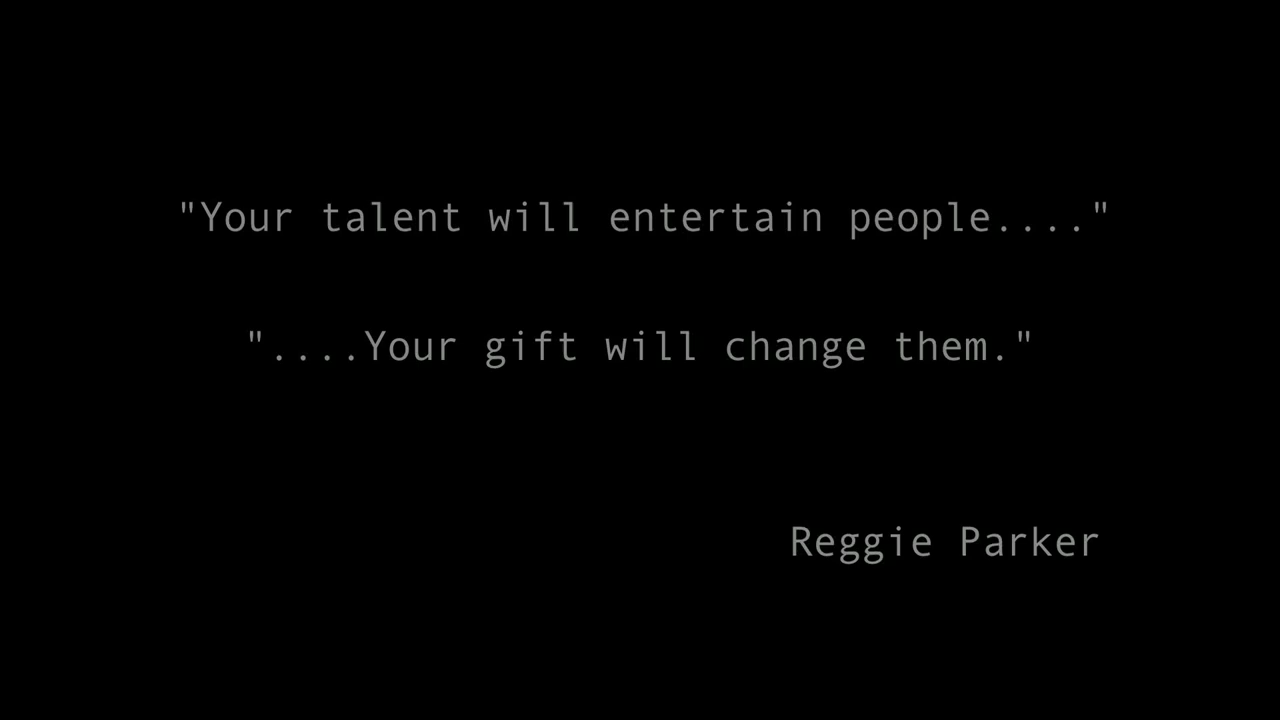 "Your talent will entertain people...."
"....Your gift will change them."
Reggie Parker